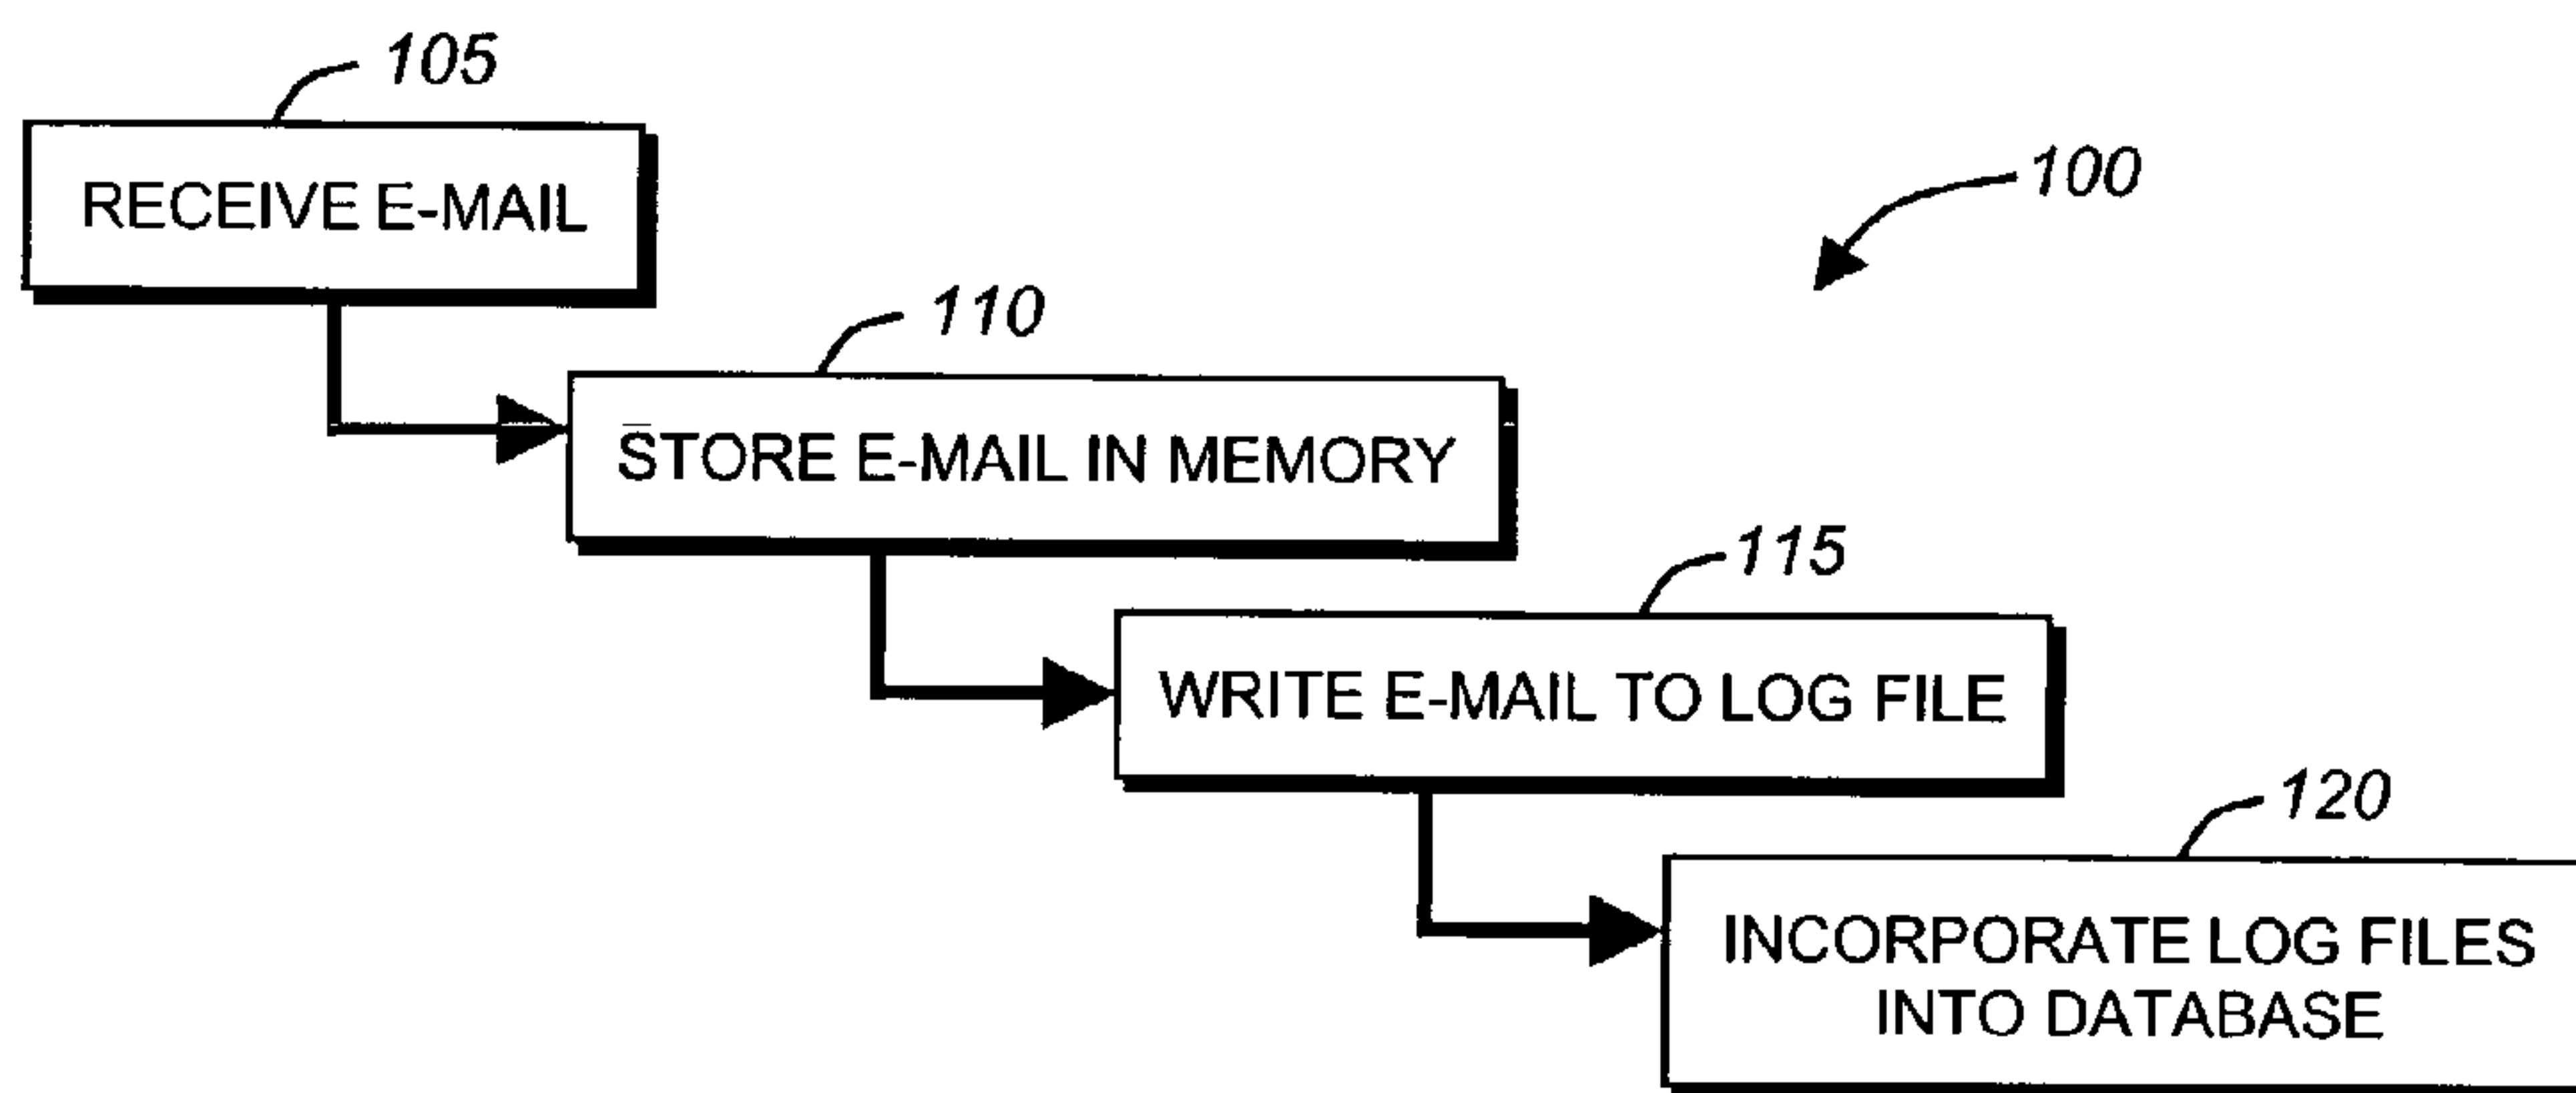 105
RECEIVE E-MAIL
100
110
STORE E-MAIL IN MEMORY
115
WRITE E-MAIL TO LOG FILE
120
INCORPORATE LOG FILES
INTO DATABASE